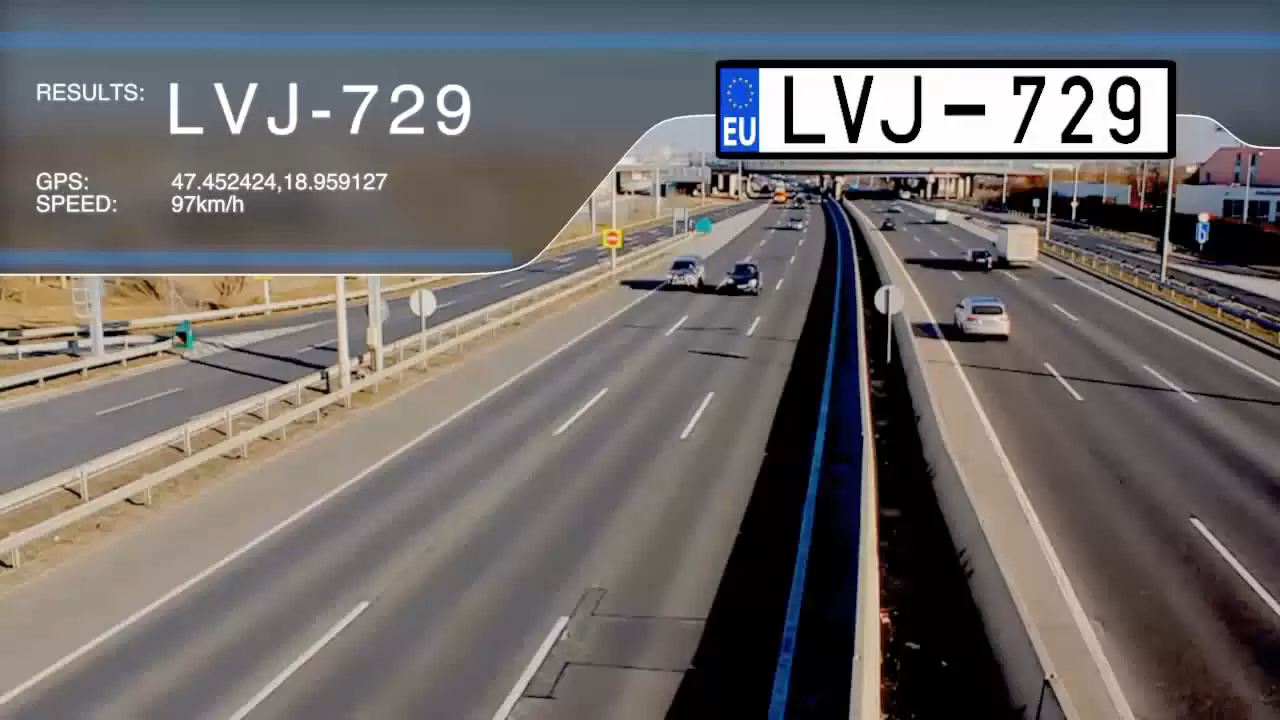 RESULTS: LVJ-729
EU LVJ-729
GPS: 47.452424,18.959127
SPEED: 97km/h